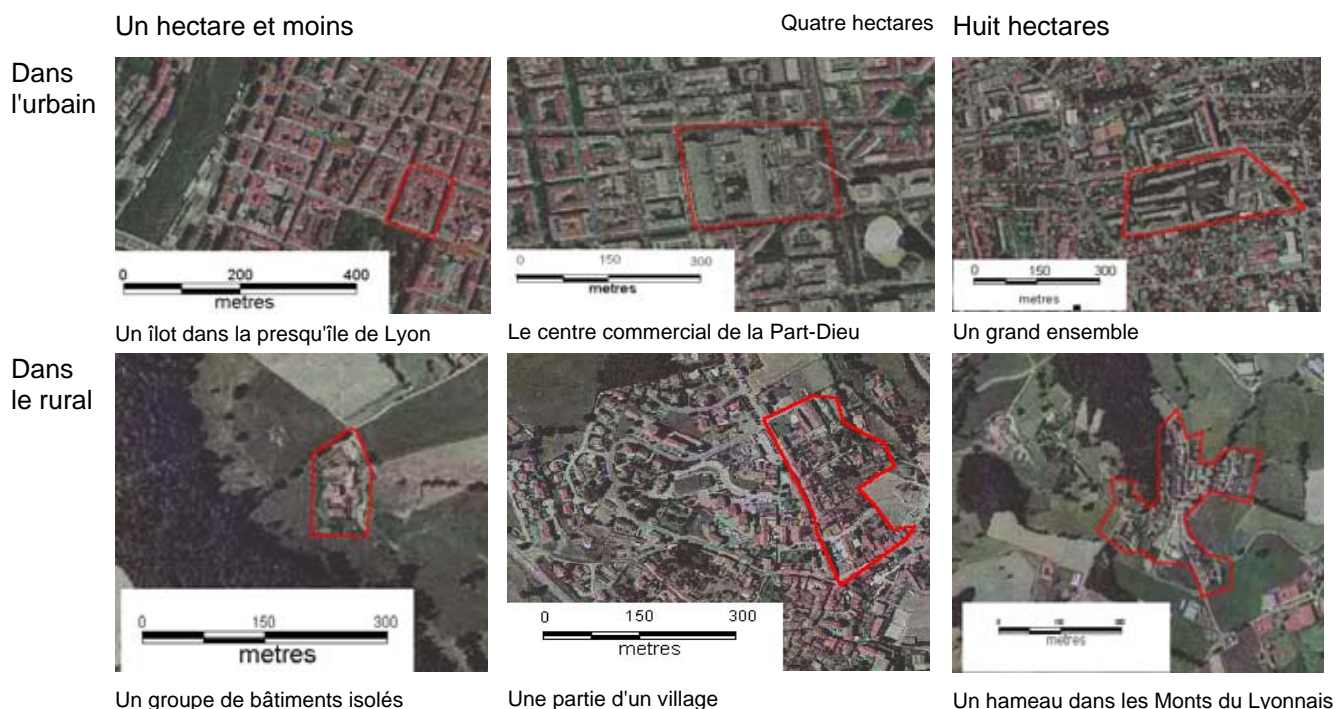 Un hectare et moins
Quatre hectares
Huit hectares
Dans
l'urbain
0 200 400
metres
0 150 300
metres
0 150 300
metres
Un îlot dans la presqu'île de Lyon
Le centre commercial de la Part-Dieu
Un grand ensemble
Dans
le rural
0 150 300
metres
0 150 300
metres
metres
Un groupe de bâtiments isolés
Une partie d'un village
Un hameau dans les Monts du Lyonnais